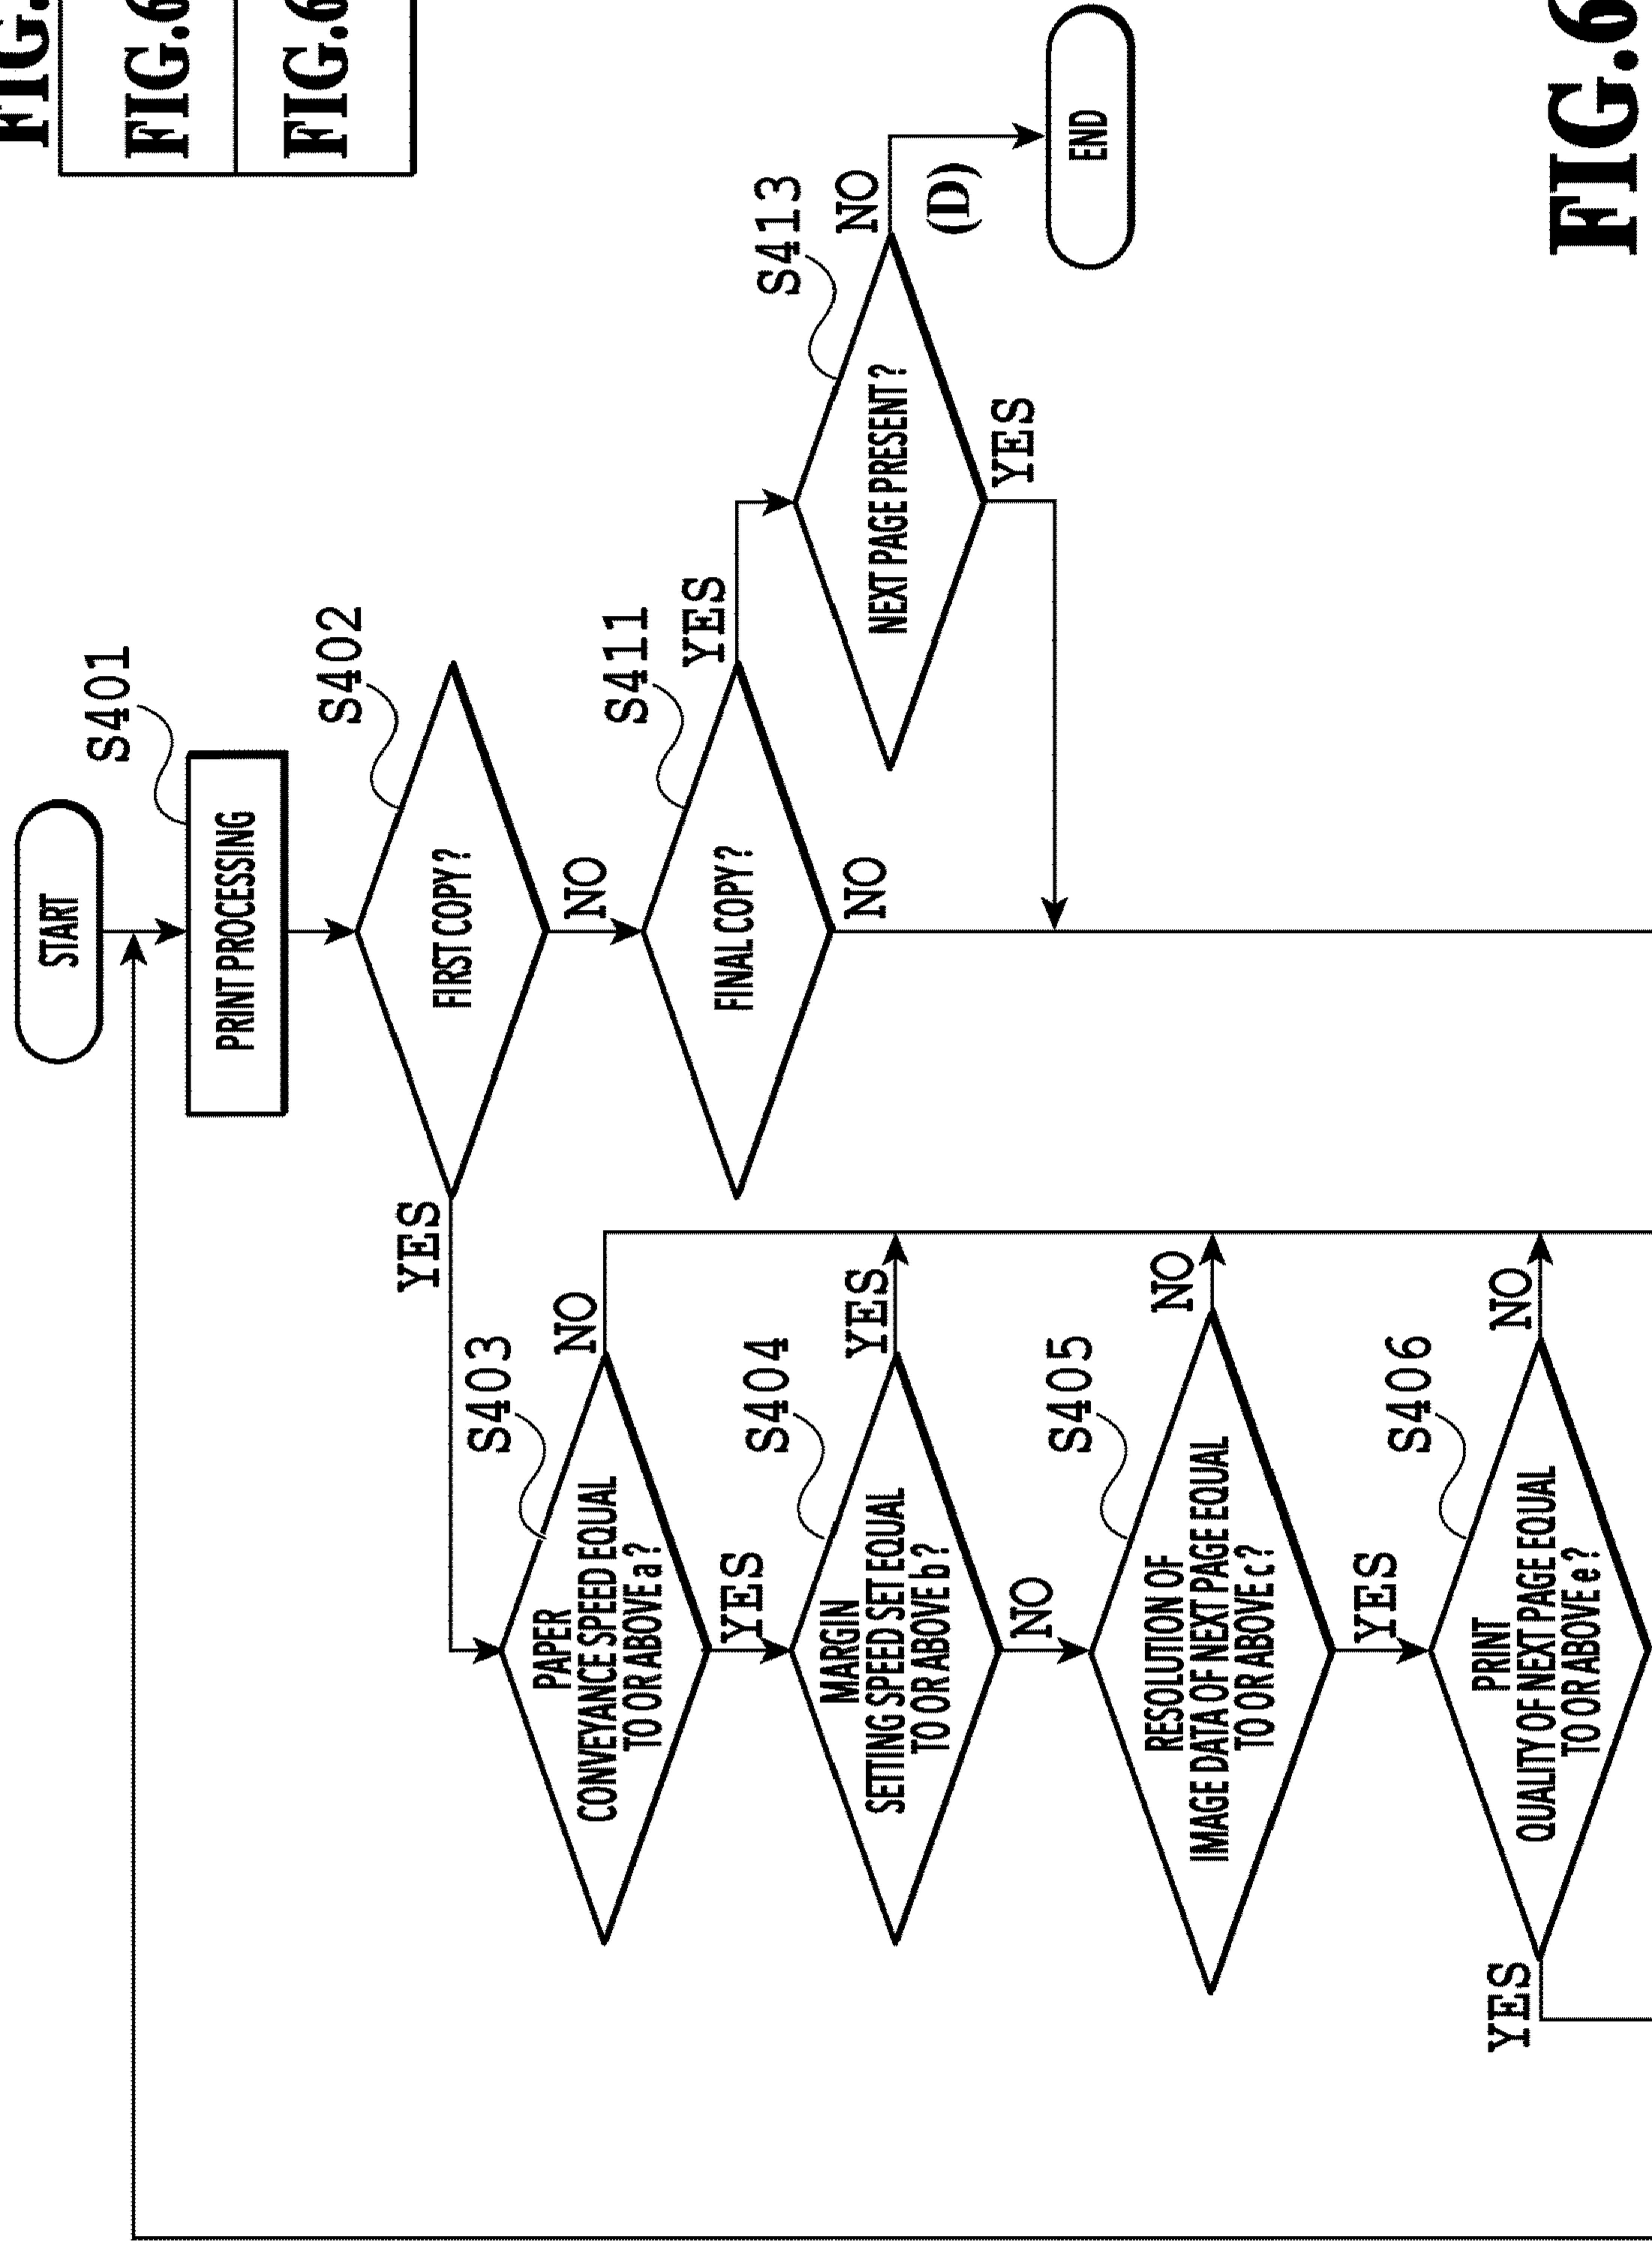 FIG.
FIG.6
FIG.6
START
S401
PRINT PROCESSING
S402
FIRST COPY?
YES
NO
S411
FINAL COPY?
YES
NO
S413
NEXT PAGE PRESENT?
NO
(D)
YES
END
S403
PAPER
CONVEYANCE SPEED EQUAL
TO OR ABOVE a?
NO
YES
S404
MARGIN
SETTING SPEED SET EQUAL
TO OR ABOVE b?
YES
NO
S405
RESOLUTION OF
IMAGE DATA OF NEXT PAGE EQUAL
TO OR ABOVE c?
NO
YES
S406
PRINT
QUALITY OF NEXT PAGE EQUAL
TO OR ABOVE e?
NO
YES
FIG.6